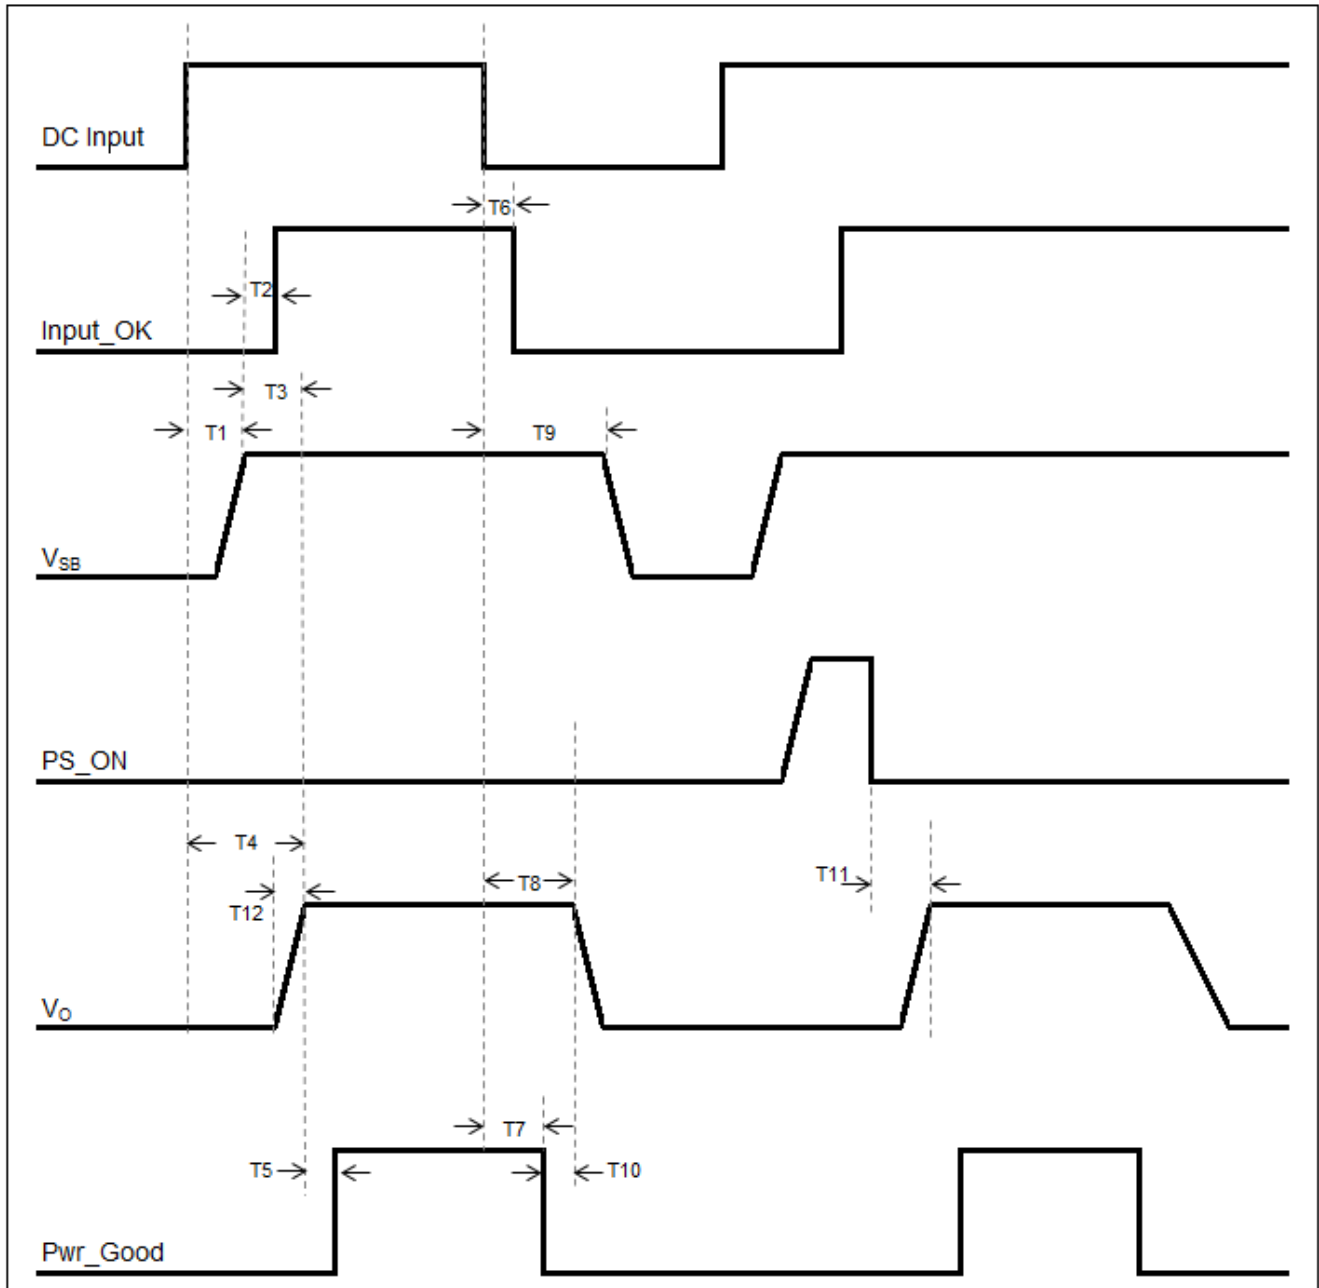 DC Input
T6
T2
Input_OK
T3
T1
T9
VSB
PS_ON
T4
T8
T11
T12
VO
T7
T5
T10
Pwr_Good